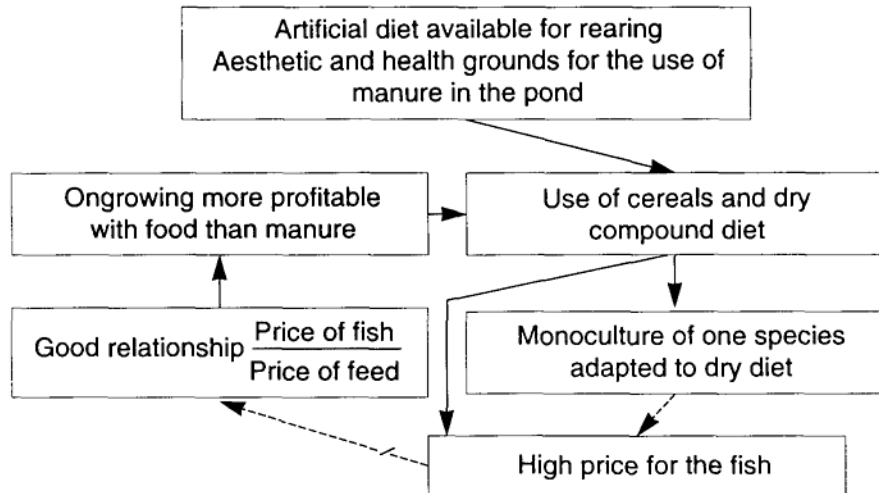 Artificial diet available for rearing
Aesthetic and health grounds for the use of
manure in the pond
Ongrowing more profitable
with food than manure
Use of cereals and dry
compound diet
Good relationship Price of fish
Price of feed
Monoculture of one species
adapted to dry diet
High price for the fish